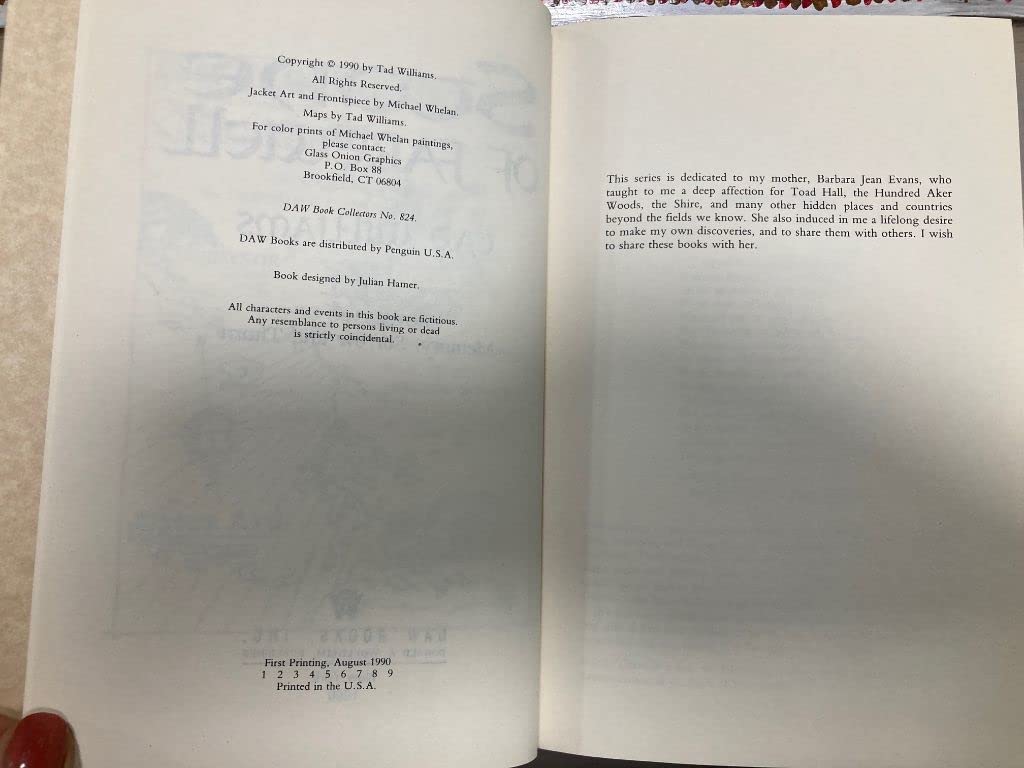 Copyright © 1990 by Tad Williams.
All Rights Reserved.
Jacket Art and Frontispiece by Michael Whelan.
Maps by Tad Williams.
For color prints of Michael Whelan paintings,
please contact:
Glass Onion Graphics
P.O. Box 88
Brookfield, CT 06804
DAW Book Collectors No. 824.
DAW Books are distributed by Penguin U.S.A.
Book designed by Julian Hamer.
All characters and events in this book are fictitious.
Any resemblance to persons living or dead
is strictly coincidental.
First Printing, August 1990
1 2 3 4 5 6 7 8 9
Printed in the U.S.A.
This series is dedicated to my mother, Barbara Jean Evans, who
taught to me a deep affection for Toad Hall, the Hundred Aker
Woods, the Shire, and many other hidden places and countries
beyond the fields we know. She also induced in me a lifelong desire
to make my own discoveries, and to share them with others. I wish
to share these books with her.